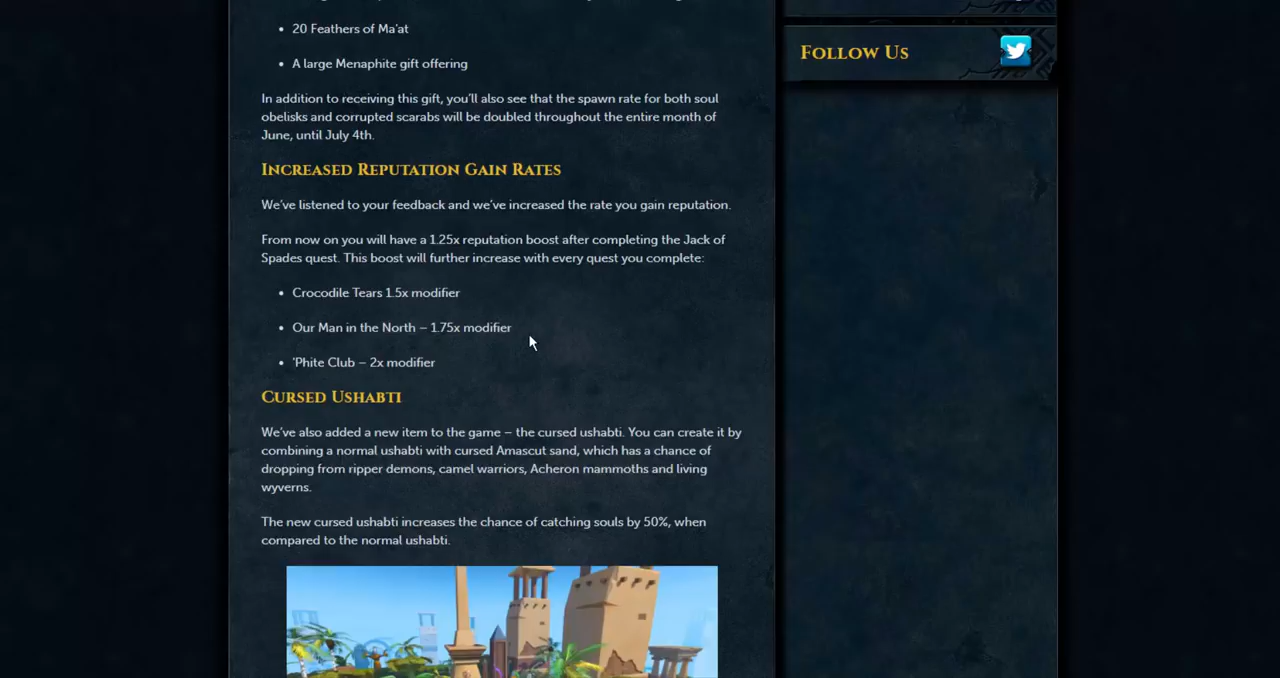 20 Feathers of Ma'at
A large Menaphite gift offering
In addition to receiving this gift, you'll also see that the spawn rate for both soul
obelisks and corrupted scarabs will be doubled throughout the entire month of
June, until July 4th.
Increased Reputation Gain Rates
We've listened to your feedback and we've increased the rate you gain reputation.
From now on you will have a 1.25x reputation boost after completing the Jack of
Spades quest. This boost will further increase with every quest you complete:
Crocodile Tears 1.5x modifier
Our Man in the North – 1.75x modifier
'Phite Club – 2x modifier
Cursed Ushabti
We've also added a new item to the game – the cursed ushabti. You can create it by
combining a normal ushabti with cursed Amascut sand, which has a chance of
dropping from ripper demons, camel warriors, Acheron mammoths and living
wyverns.
The new cursed ushabti increases the chance of catching souls by 50%, when
compared to the normal ushabti.
Follow Us